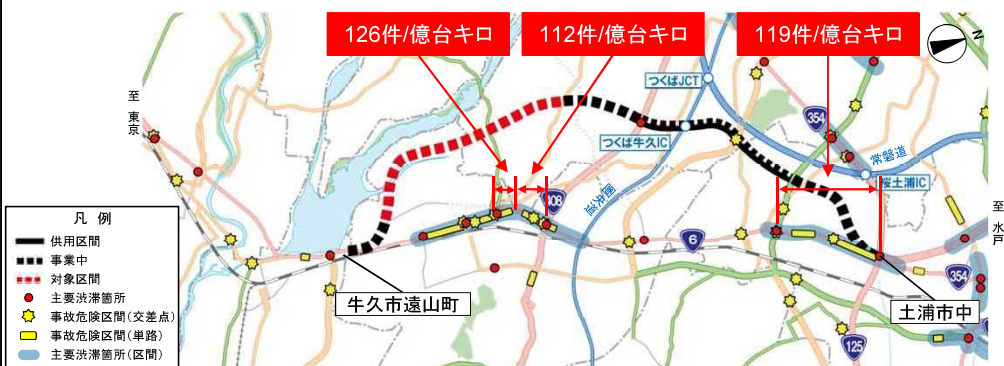 126件/億台キロ
112件/億台キロ
119件/億台キロ
N
至 東京
つくばJCT
354
つくば牛久IC
常磐道
桜土浦IC
408
圏央道
6
至 水戸
354
牛久市遠山町
土浦市中
125
凡 例
供用区間
事業中
対象区間
主要渋滞箇所
事故危険区間(交差点)
事故危険区間(単路)
主要渋滞箇所(区間)